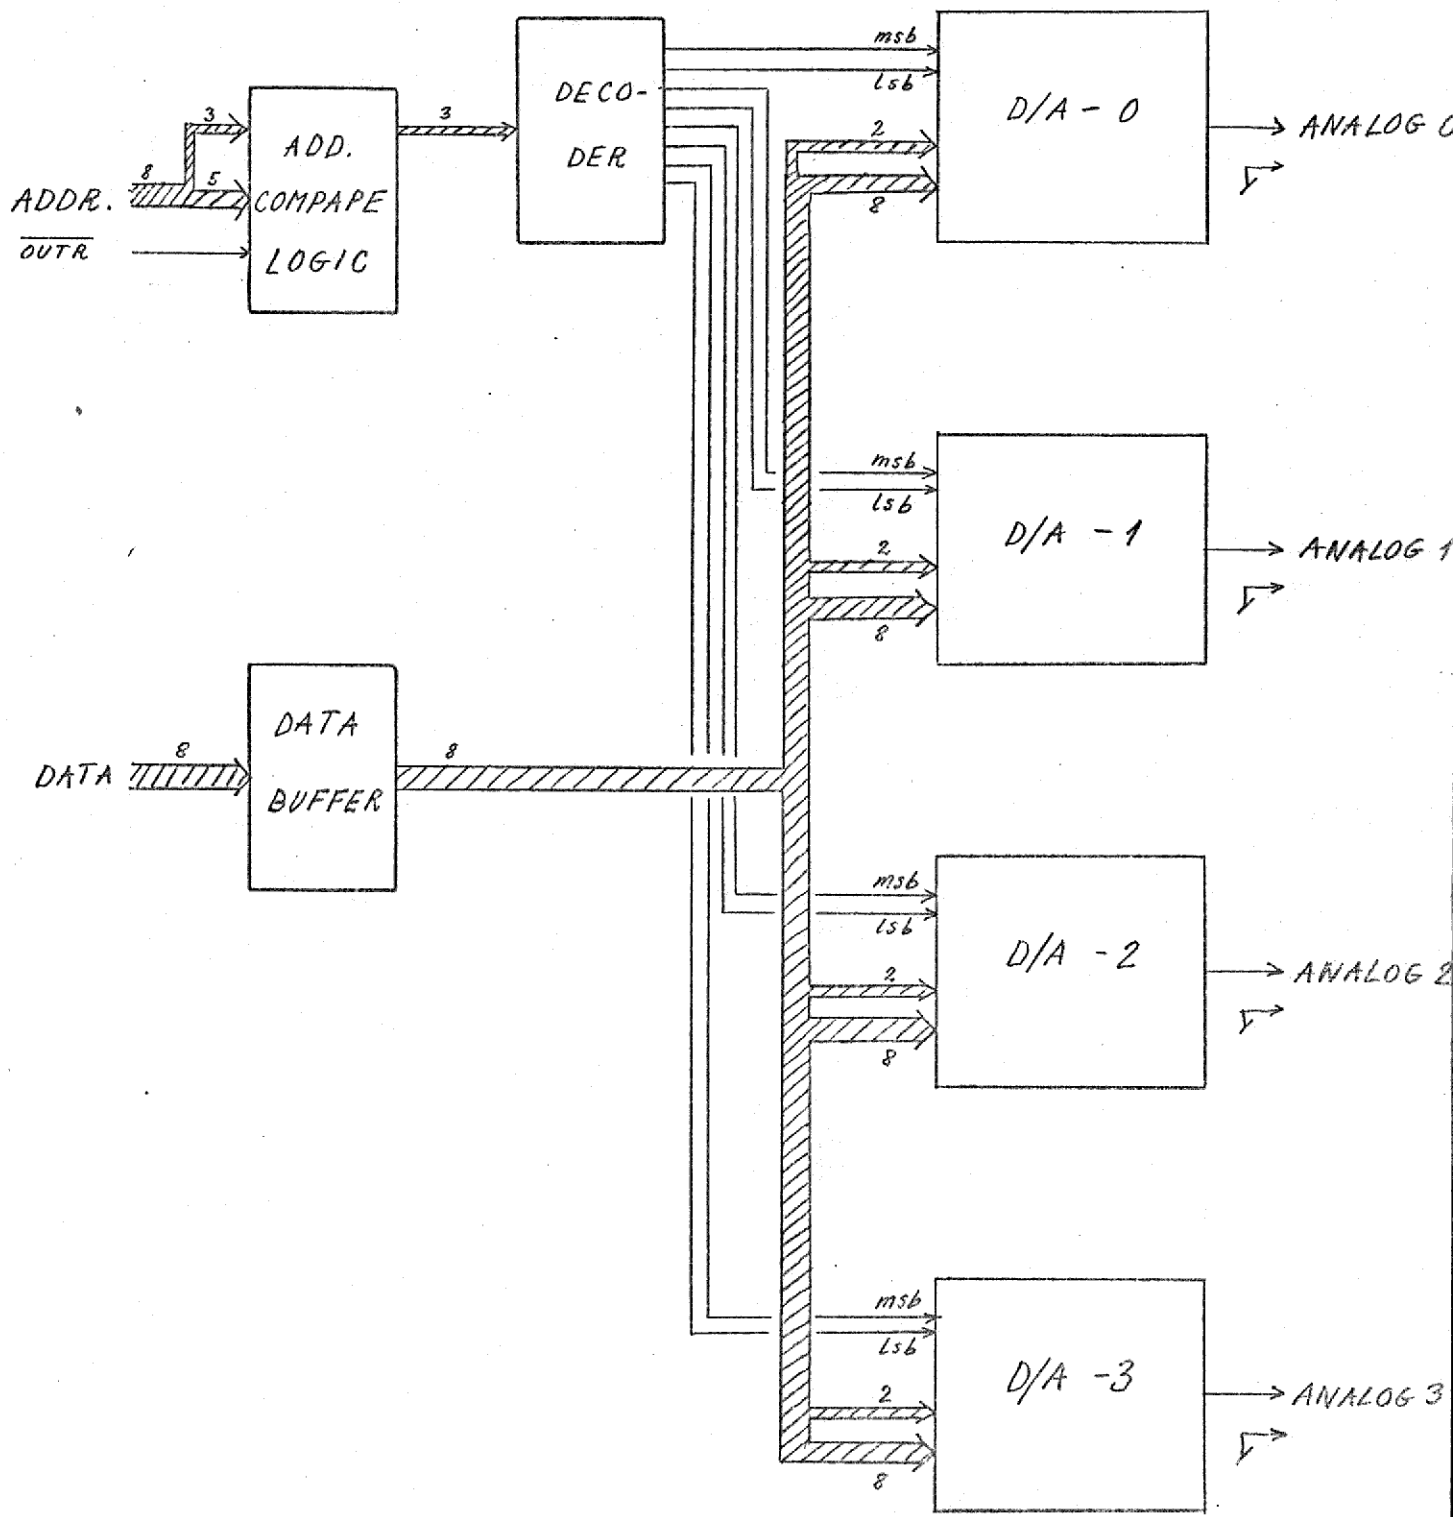 DECO-
DER
msb
lsb
D/A - 0
2
8
ANALOG 0
3
5
8
ADDR.
OUTR
ADD.
COMPAPE
LOGIC
3
msb
lsb
D/A - 1
2
8
ANALOG 1
DATA
8
DATA
BUFFER
8
msb
lsb
D/A - 2
2
8
ANALOG 2
msb
lsb
D/A - 3
2
8
ANALOG 3